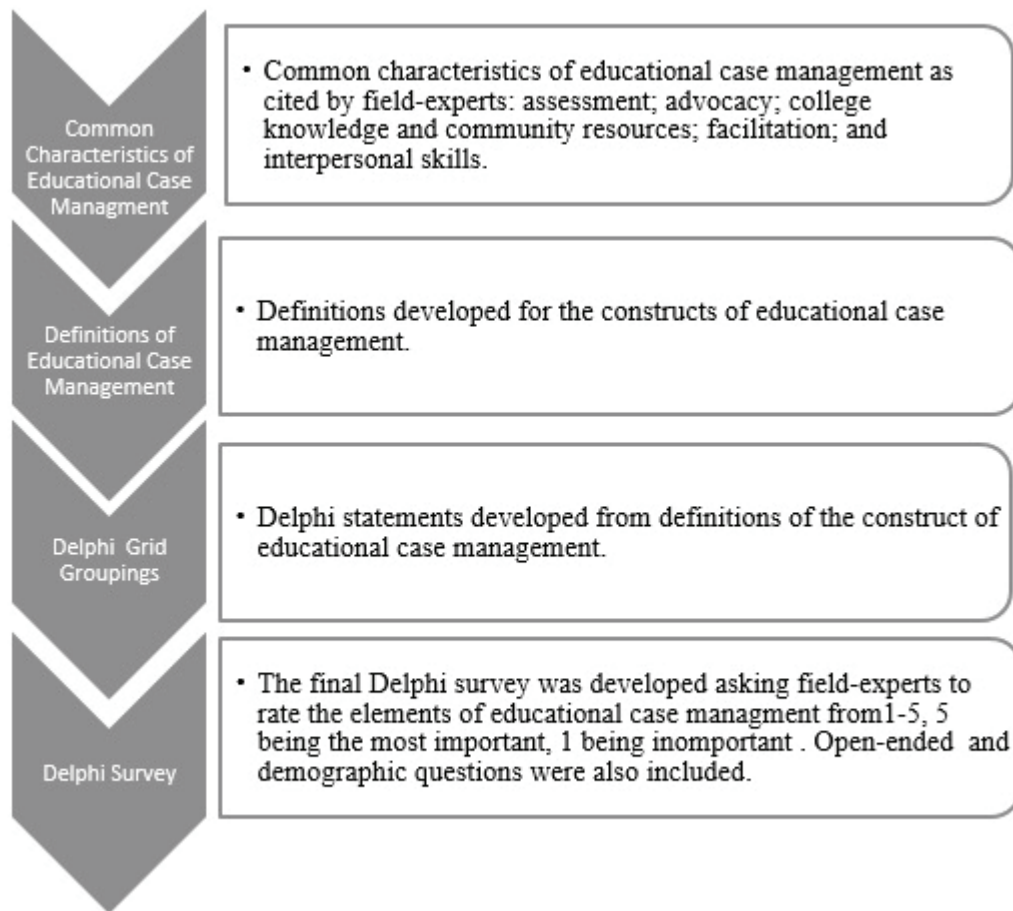 Common
Characteristics of
Educational Case
Managment
• Common characteristics of educational case management as
cited by field-experts: assessment; advocacy; college
knowledge and community resources; facilitation; and
interpersonal skills.
Definitions of
Educational Case
Management
• Definitions developed for the constructs of educational case
management.
Delphi Grid
Groupings
• Delphi statements developed from definitions of the construct of
educational case management.
Delphi Survey
• The final Delphi survey was developed asking field-experts to
rate the elements of educational case managment from1-5, 5
being the most important, 1 being inomportant . Open-ended and
demographic questions were also included.